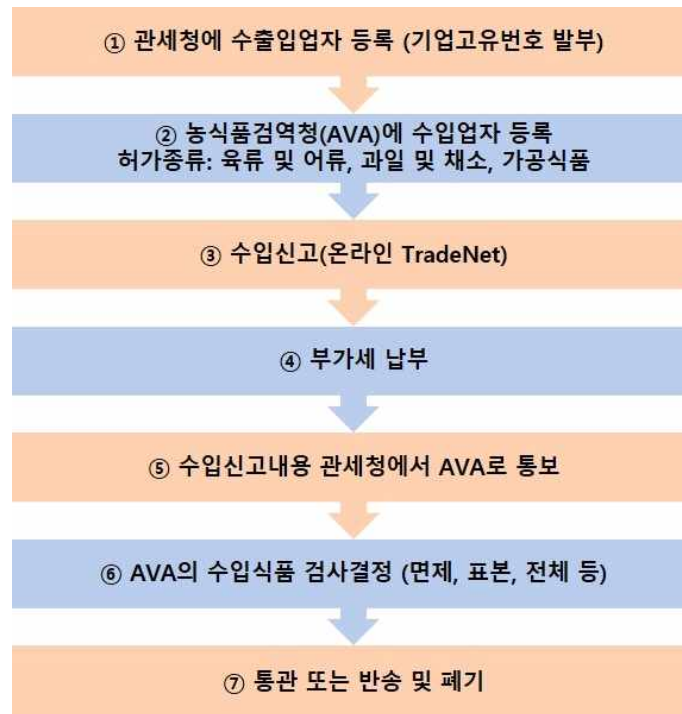 ① 관세청에 수출입업자 등록 (기업고유번호 발부)
② 농식품검역청(AVA)에 수입업자 등록
허가종류: 육류 및 어류, 과일 및 채소, 가공식품
③ 수입신고(온라인 TradeNet)
④ 부가세 납부
⑤ 수입신고내용 관세청에서 AVA로 통보
⑥ AVA의 수입식품 검사결정 (면제, 표본, 전체 등)
⑦ 통관 또는 반송 및 폐기